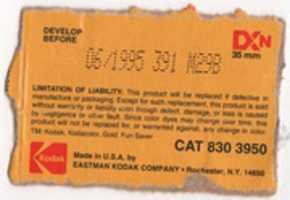 DEVELOP
BEFORE
06/1995 391 M29B
DXN
35 mm
LIMITATION OF LIABILITY: This product will be replaced if defective in
manufacture or packaging. Except for such replacement, this product is sold
without warranty or liability even though defect, damage, or loss is caused
by negligence or other fault. Since color dyes may change over time, this
product will not be replaced for, or warranted against, any change in color.
TM: Kodak, Kodacolor, Gold, Fun Saver
CAT 830 3950
Kodak
Made in U.S.A. by
EASTMAN KODAK COMPANY • Rochester, N.Y. 14650